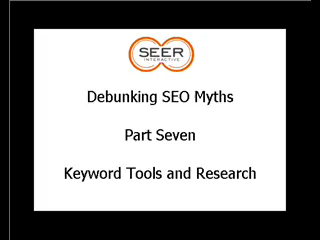 SEER
INTERACTIVE
Debunking SEO Myths
Part Seven
Keyword Tools and Research